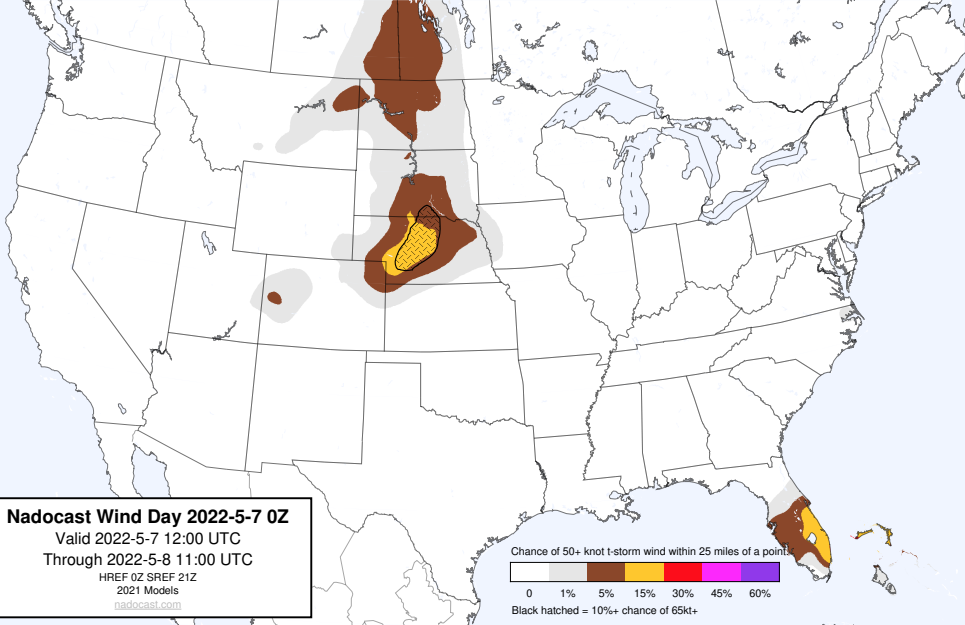 Nadocast Wind Day 2022-5-7 0Z
Valid 2022-5-7 12:00 UTC
Through 2022-5-8 11:00 UTC
HREF 0Z SREF 21Z
2021 Models
nadocast.com
Chance of 50+ knot t-storm wind within 25 miles of a point.
0 1% 5% 15% 30% 45% 60%
Black hatched = 10%+ chance of 65kt+